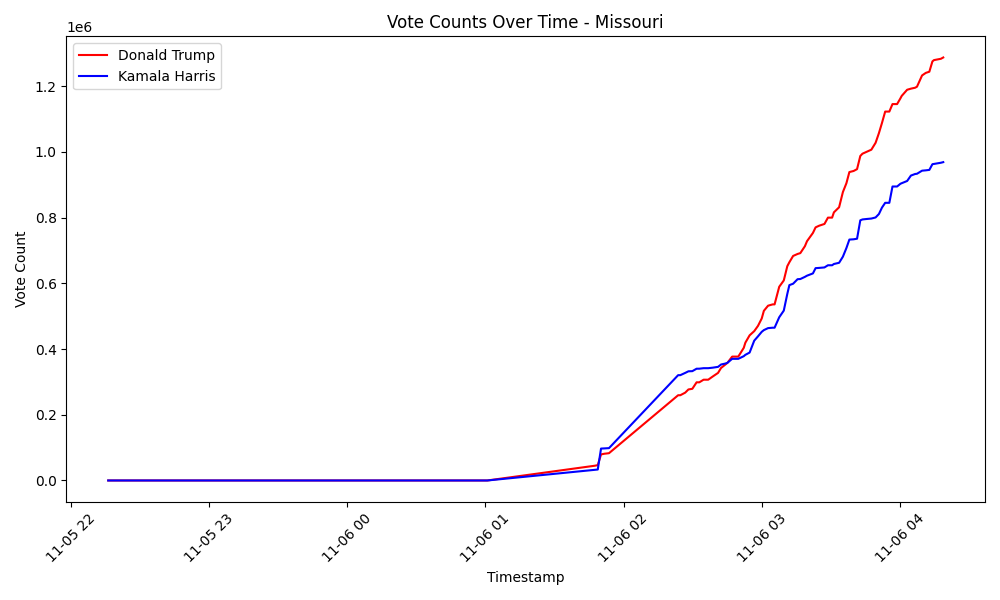 Vote Counts Over Time - Missouri
1e6
Donald Trump
Kamala Harris
1.2
1.0
0.8
0.6
0.4
0.2
0.0
Vote Count
11-05 22
11-05 23
11-06 00
11-06 01
11-06 02
11-06 03
11-06 04
Timestamp